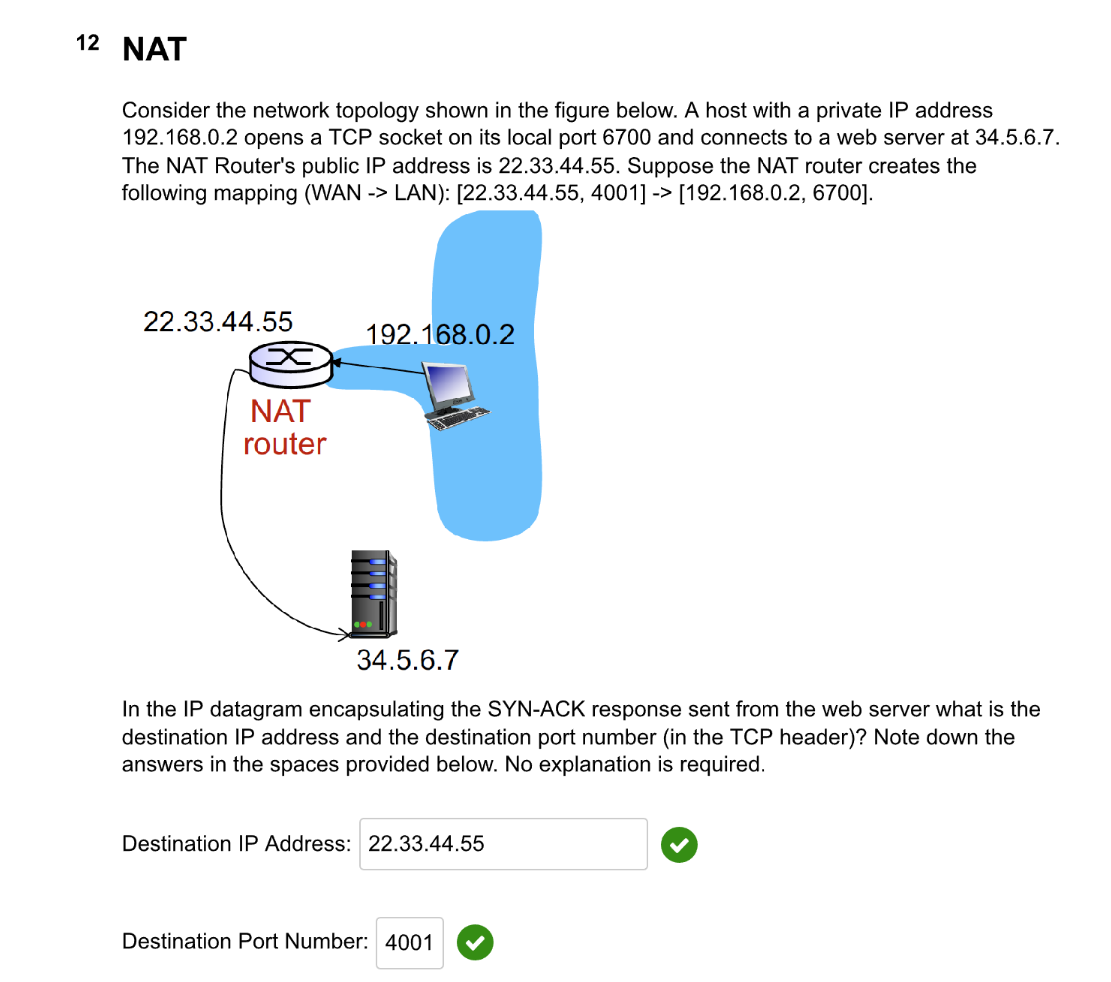 12 NAT
Consider the network topology shown in the figure below. A host with a private IP address
192.168.0.2 opens a TCP socket on its local port 6700 and connects to a web server at 34.5.6.7.
The NAT Router's public IP address is 22.33.44.55. Suppose the NAT router creates the
following mapping (WAN -> LAN): [22.33.44.55, 4001] -> [192.168.0.2, 6700].
22.33.44.55
192.168.0.2
NAT
router
34.5.6.7
In the IP datagram encapsulating the SYN-ACK response sent from the web server what is the
destination IP address and the destination port number (in the TCP header)? Note down the
answers in the spaces provided below. No explanation is required.
Destination IP Address: 22.33.44.55
Destination Port Number: 4001